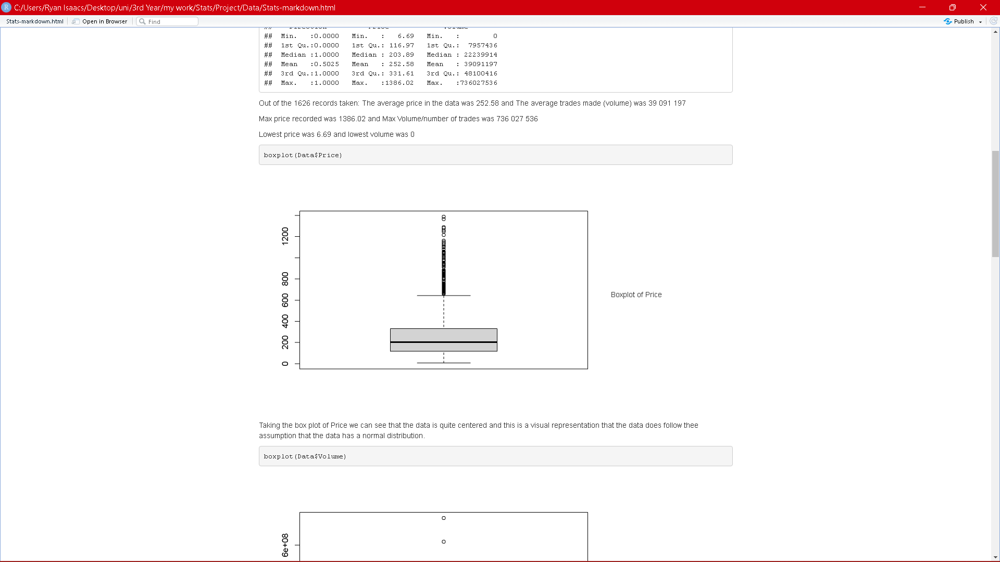 C:/Users/Ryan Isaacs/Desktop/uni/3rd Year/my work/Stats/Project/Data/Stats-markdown.html
Stats-markdown.html Open in Browser Find Publish
## Min. :0.0000 Min. : 6.69 Min. : 0
## 1st Qu.:0.0000 1st Qu.: 116.97 1st Qu.: 7957436
## Median :1.0000 Median : 203.89 Median : 22239914
## Mean :0.5025 Mean : 252.58 Mean : 39091197
## 3rd Qu.:1.0000 3rd Qu.: 331.61 3rd Qu.: 48100416
## Max. :1.0000 Max. :1386.02 Max. :736027536
Out of the 1626 records taken: The average price in the data was 252.58 and The average trades made (volume) was 39 091 197
Max price recorded was 1386.02 and Max Volume/number of trades was 736 027 536
Lowest price was 6.69 and lowest volume was 0
boxplot(Data$Price)
1200
800
600
400
200
0
Boxplot of Price
Taking the box plot of Price we can see that the data is quite centered and this is a visual representation that the data does follow thee
assumption that the data has a normal distribution.
boxplot(Data$Volume)
6e+08